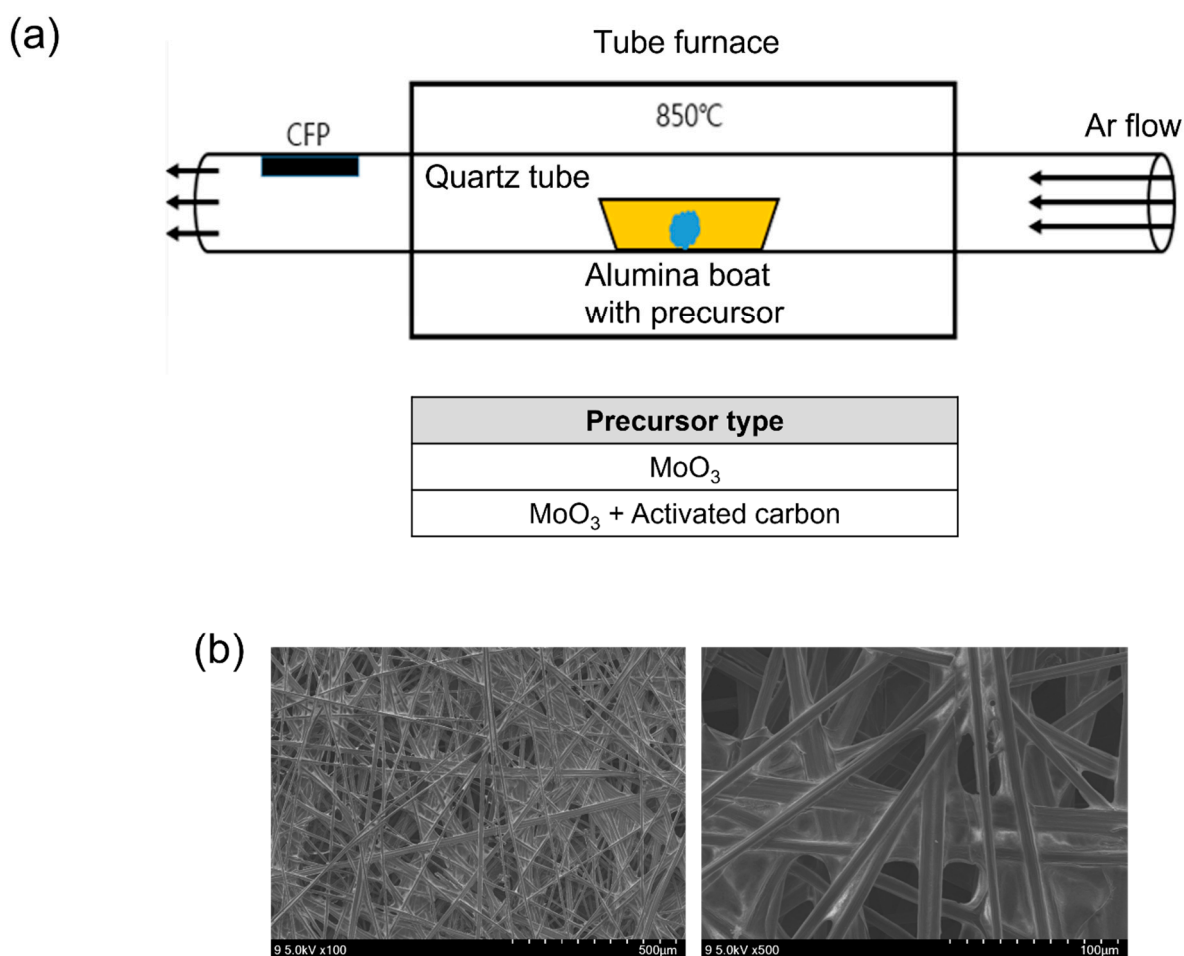 (a)
Tube furnace
850℃
CFP
Ar flow
Quartz tube
Alumina boat
with precursor
Precursor type
MoO₃
MoO₃ + Activated carbon
(b)
9 5.0kV x100 500µm
9 5.0kV x500 100µm